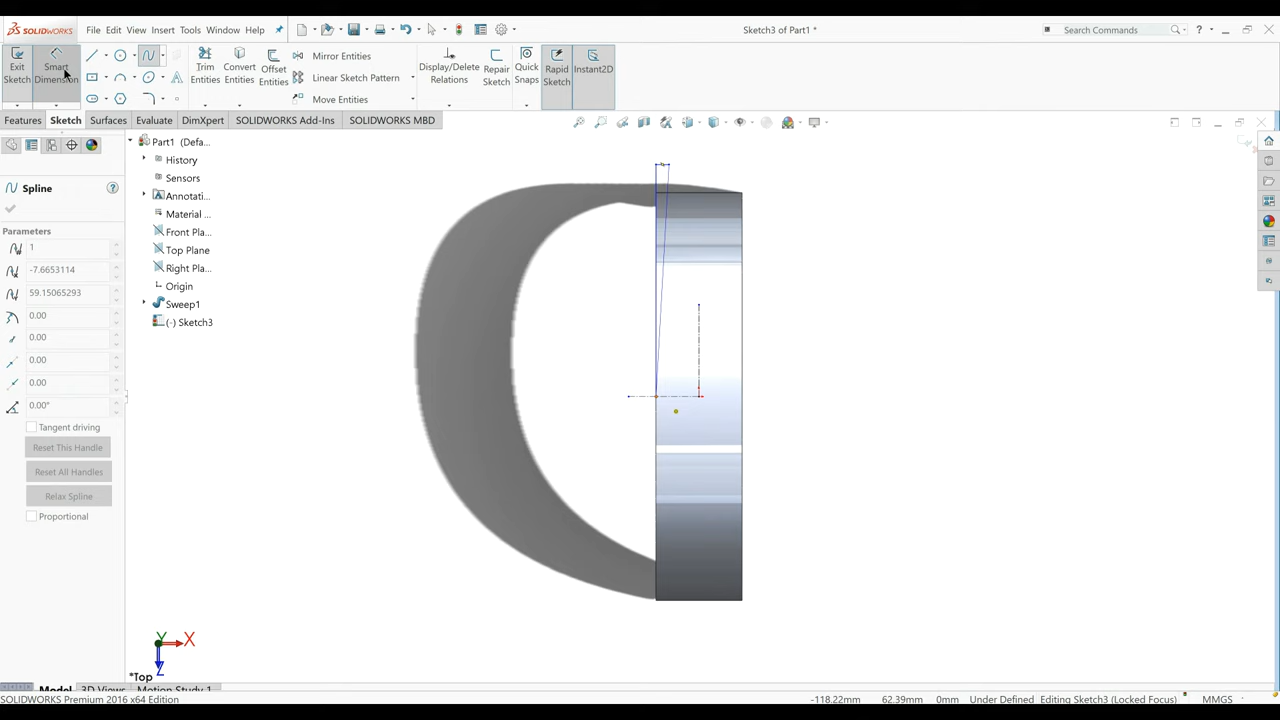 SOLIDWORKS File Edit View Insert Tools Window Help Sketch3 of Part1 * Search Commands ?
Exit Sketch Smart Dimension Trim Entities Convert Entities Offset Entities Mirror Entities Linear Sketch Pattern Move Entities Display/Delete Relations Repair Sketch Quick Snaps Rapid Sketch Instant2D
Features Sketch Surfaces Evaluate DimXpert SOLIDWORKS Add-Ins SOLIDWORKS MBD
Part1 (Defa...
History
Sensors
Annotati...
Material ...
Front Pla...
Top Plane
Right Pla...
Origin
Sweep1
(-) Sketch3
Spline ?
Parameters
1
-7.6653114
59.15065293
0.00
0.00
0.00
0.00
0.00°
Tangent driving
Reset This Handle
Reset All Handles
Relax Spline
Proportional
Y
X
Z
*Top
Model 3D Views Motion Study 1
SOLIDWORKS Premium 2016 x64 Edition -118.22mm 62.39mm 0mm Under Defined Editing Sketch3 (Locked Focus) MMGS